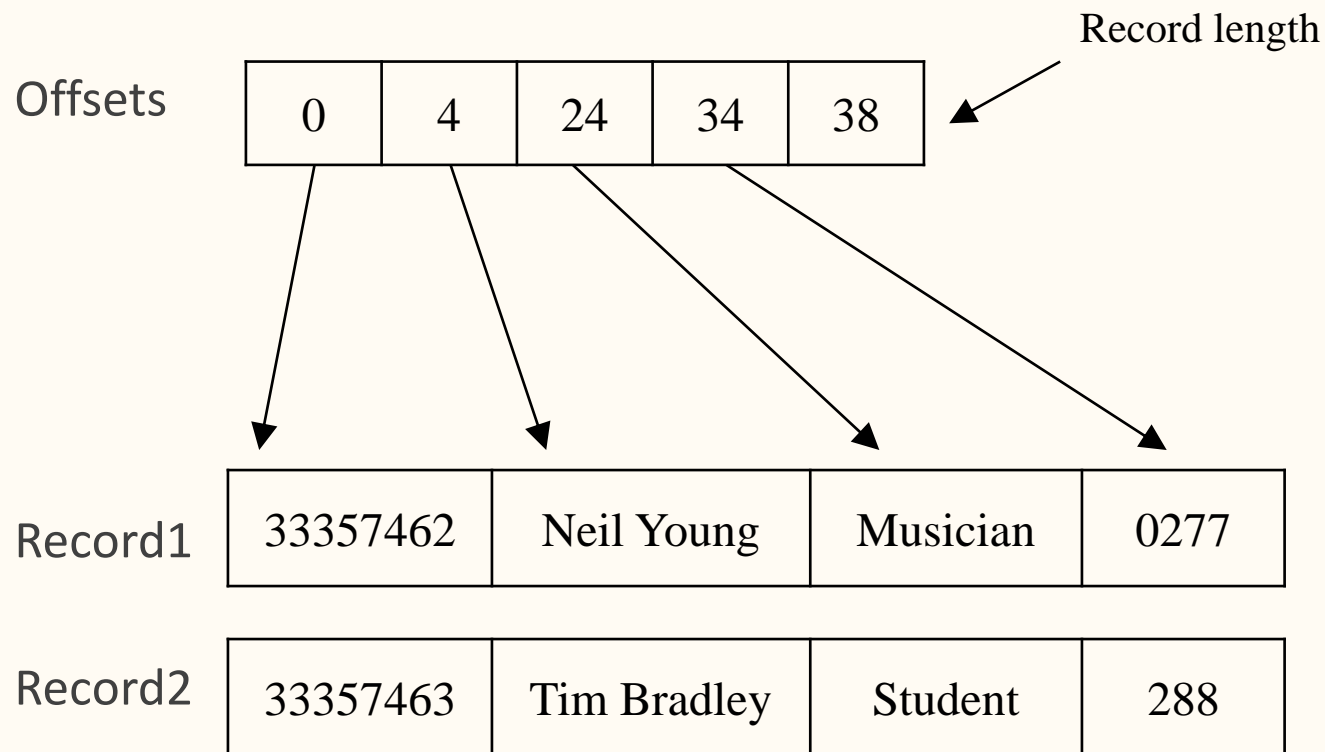 Record length
Offsets 0 4 24 34 38
Record1 33357462 Neil Young Musician 0277
Record2 33357463 Tim Bradley Student 288